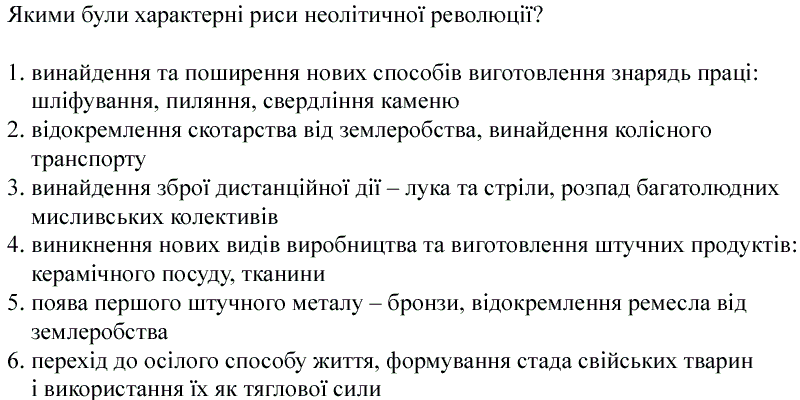 Якими були характерні риси неолітичної революції?
1. винайдення та поширення нових способів виготовлення знарядь праці:
шліфування, пиляння, свердління каменю
2. відокремлення скотарства від землеробства, винайдення колісного
транспорту
3. винайдення зброї дистанційної дії – лука та стріли, розпад багатолюдних
мисливських колективів
4. виникнення нових видів виробництва та виготовлення штучних продуктів:
керамічного посуду, тканини
5. поява першого штучного металу – бронзи, відокремлення ремесла від
землеробства
6. перехід до осілого способу життя, формування стада свійських тварин
і використання їх як тяглової сили